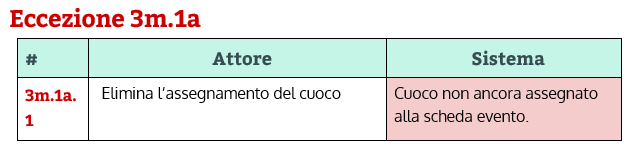 Eccezione 3m.1a
# Attore Sistema
3m.1a. Elimina l'assegnamento del cuoco Cuoco non ancora assegnato
1 alla scheda evento.